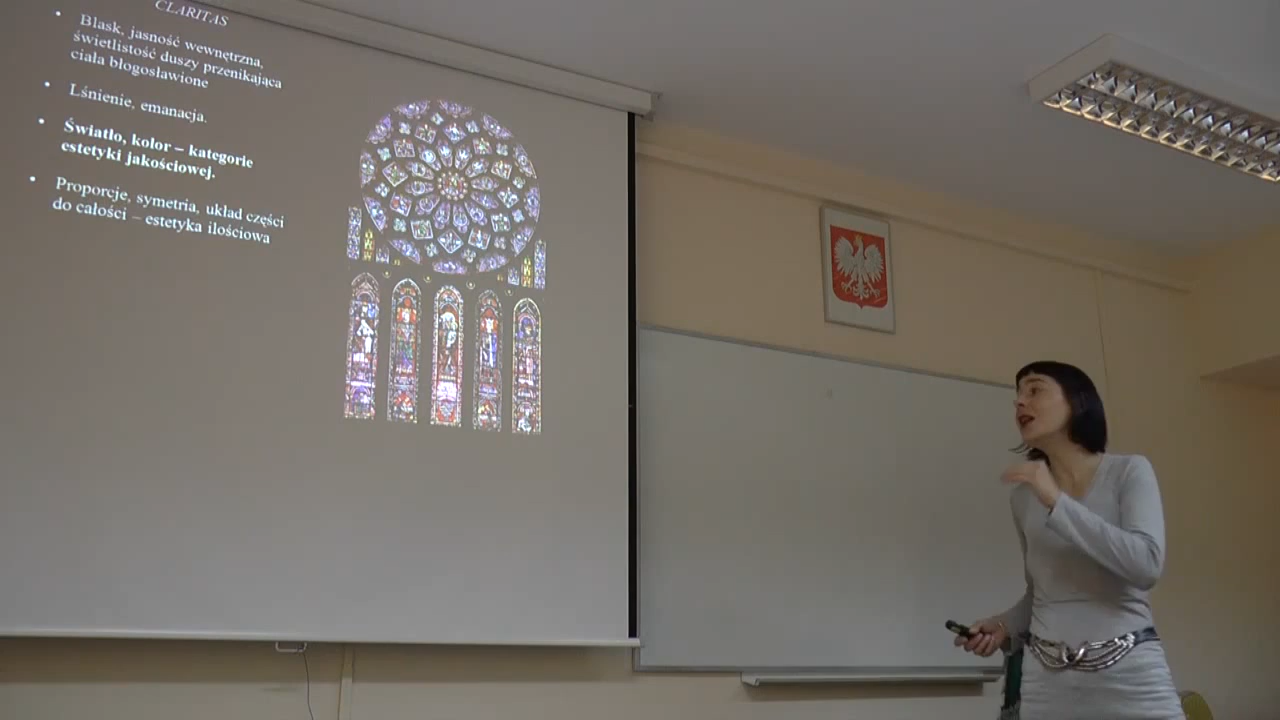 CLARITAS
• Blask, jasność wewnętrzna,
świetlistość duszy przenikająca
ciała błogosławione
• Lśnienie, emanacja.
• Światło, kolor – kategorie
estetyki jakościowej.
• Proporcje, symetria, układ części
do całości – estetyka ilościowa